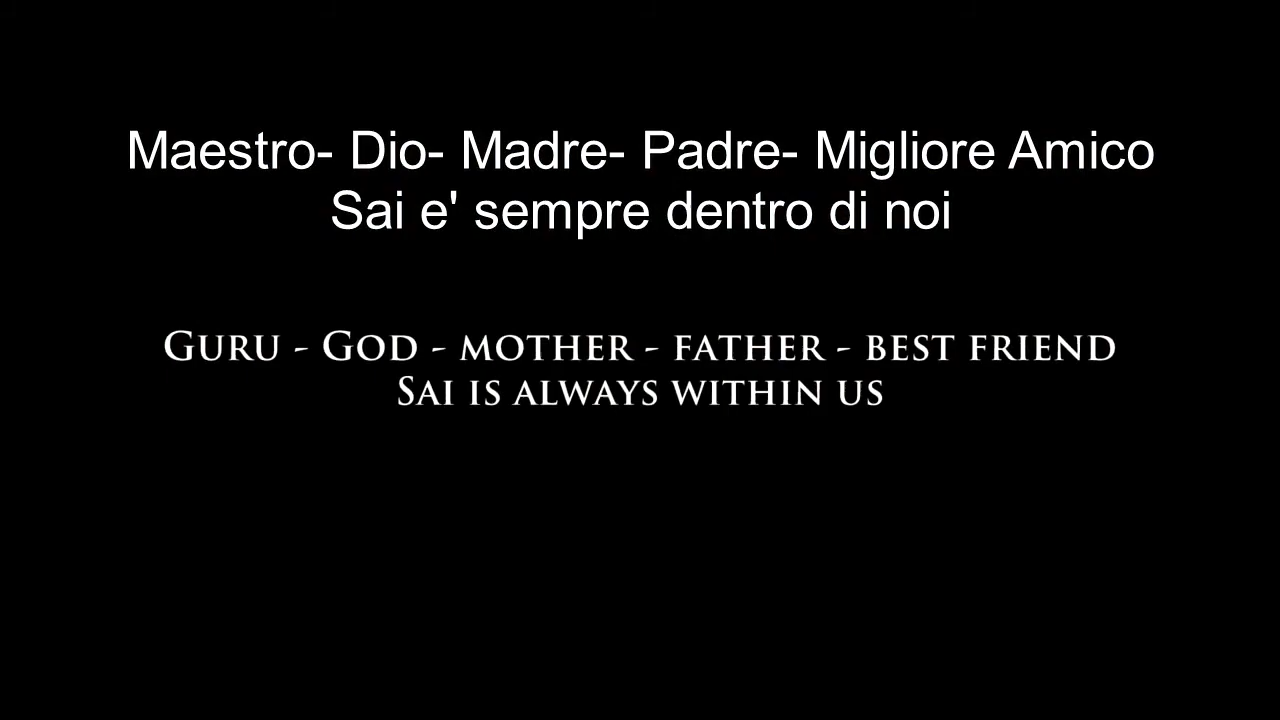 Maestro- Dio- Madre- Padre- Migliore Amico
Sai e' sempre dentro di noi
Guru - God - mother - father - best friend
Sai is always within us